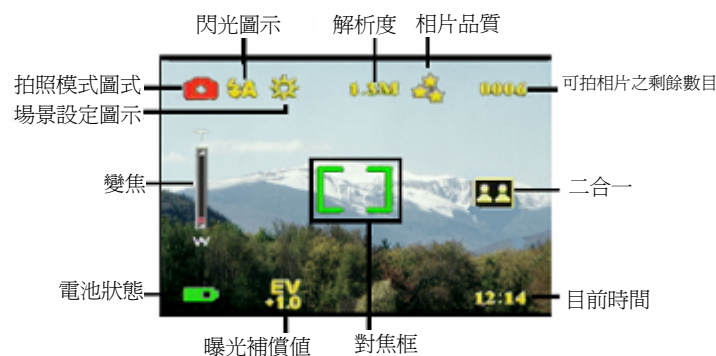 閃光圖示 解析度 相片品質
拍照模式圖式
場景設定圖示
⚡A 1.3M 0006
可拍相片之剩餘數目
T
變焦
二合一
W
電池狀態
EV
+1.0
12:14
目前時間
曝光補償值 對焦框